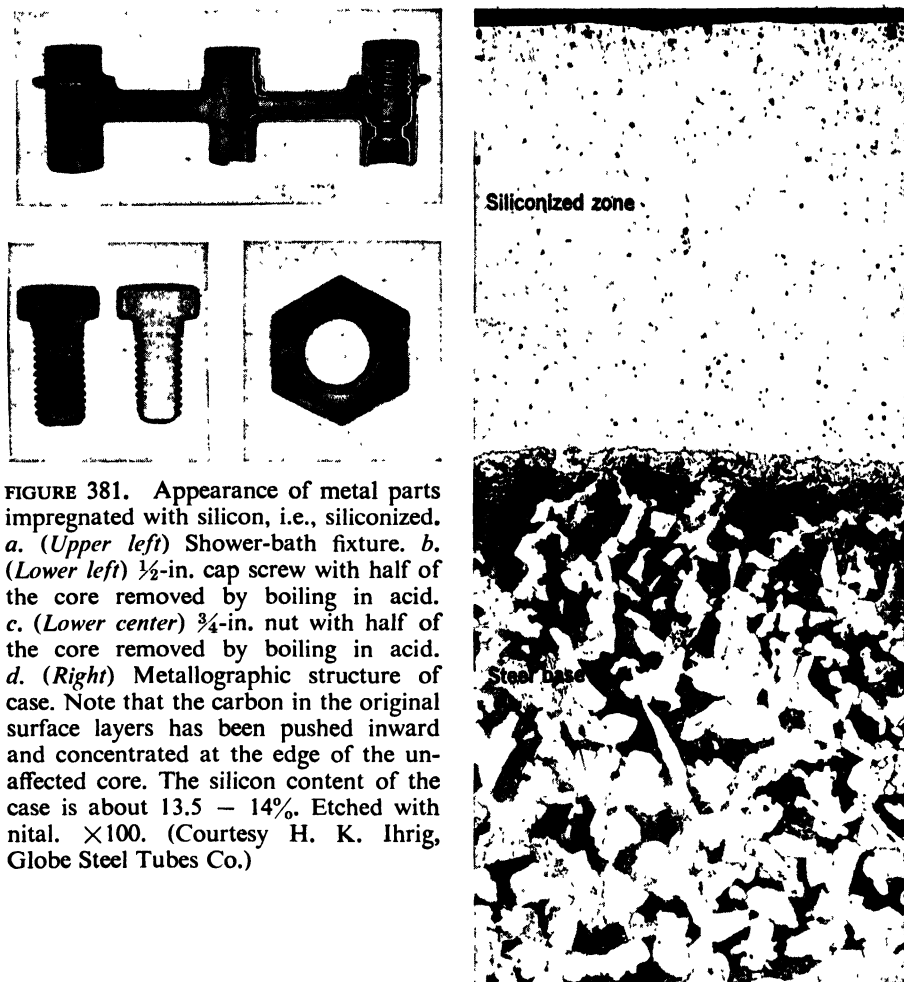 Siliconized zone
Steel base
FIGURE 381. Appearance of metal parts
impregnated with silicon, i.e., siliconized.
a. (Upper left) Shower-bath fixture. b.
(Lower left) ½-in. cap screw with half of
the core removed by boiling in acid.
c. (Lower center) ¾-in. nut with half of
the core removed by boiling in acid.
d. (Right) Metallographic structure of
case. Note that the carbon in the original
surface layers has been pushed inward
and concentrated at the edge of the un-
affected core. The silicon content of the
case is about 13.5 – 14%. Etched with
nital. ×100. (Courtesy H. K. Ihrig,
Globe Steel Tubes Co.)